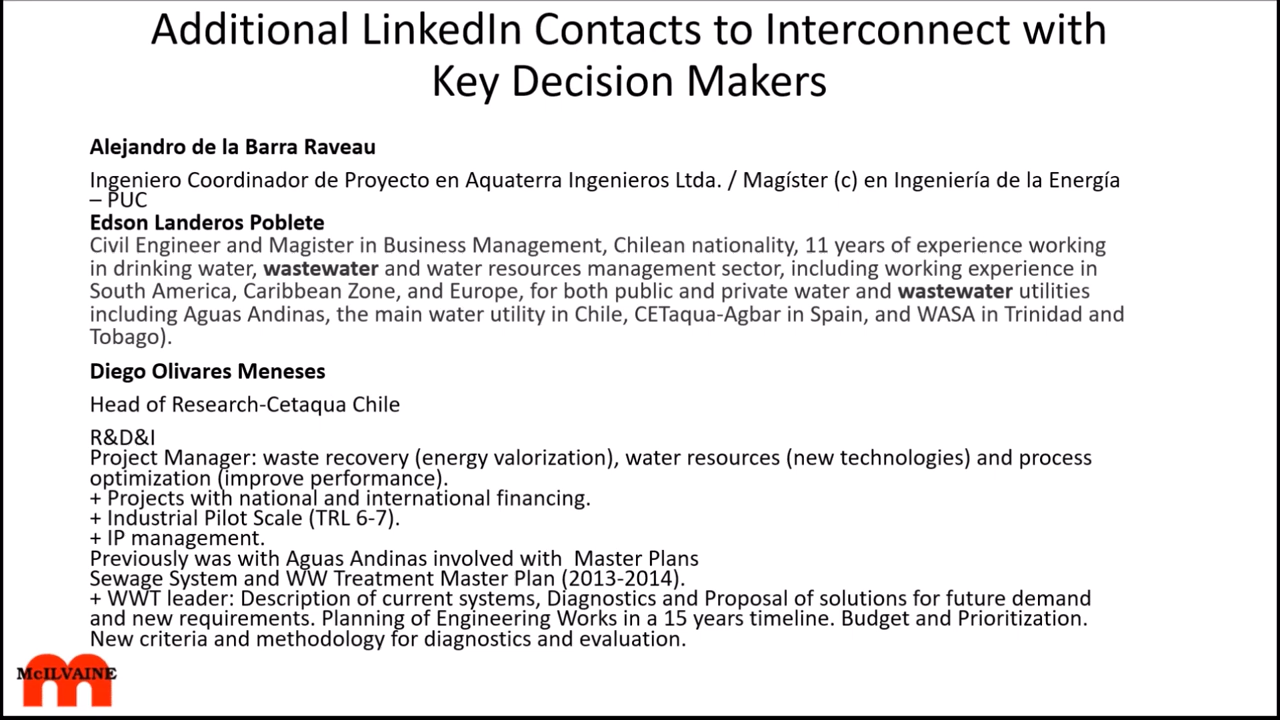 Additional LinkedIn Contacts to Interconnect with
Key Decision Makers
Alejandro de la Barra Raveau
Ingeniero Coordinador de Proyecto en Aquaterra Ingenieros Ltda. / Magíster (c) en Ingeniería de la Energía
– PUC
Edson Landeros Poblete
Civil Engineer and Magister in Business Management, Chilean nationality, 11 years of experience working
in drinking water, wastewater and water resources management sector, including working experience in
South America, Caribbean Zone, and Europe, for both public and private water and wastewater utilities
including Aguas Andinas, the main water utility in Chile, CETaqua-Agbar in Spain, and WASA in Trinidad and
Tobago).
Diego Olivares Meneses
Head of Research-Cetaqua Chile
R&D&I
Project Manager: waste recovery (energy valorization), water resources (new technologies) and process
optimization (improve performance).
+ Projects with national and international financing.
+ Industrial Pilot Scale (TRL 6-7).
+ IP management.
Previously was with Aguas Andinas involved with  Master Plans
Sewage System and WW Treatment Master Plan (2013-2014).
+ WWT leader: Description of current systems, Diagnostics and Proposal of solutions for future demand
and new requirements. Planning of Engineering Works in a 15 years timeline. Budget and Prioritization.
New criteria and methodology for diagnostics and evaluation.
McILVAINE